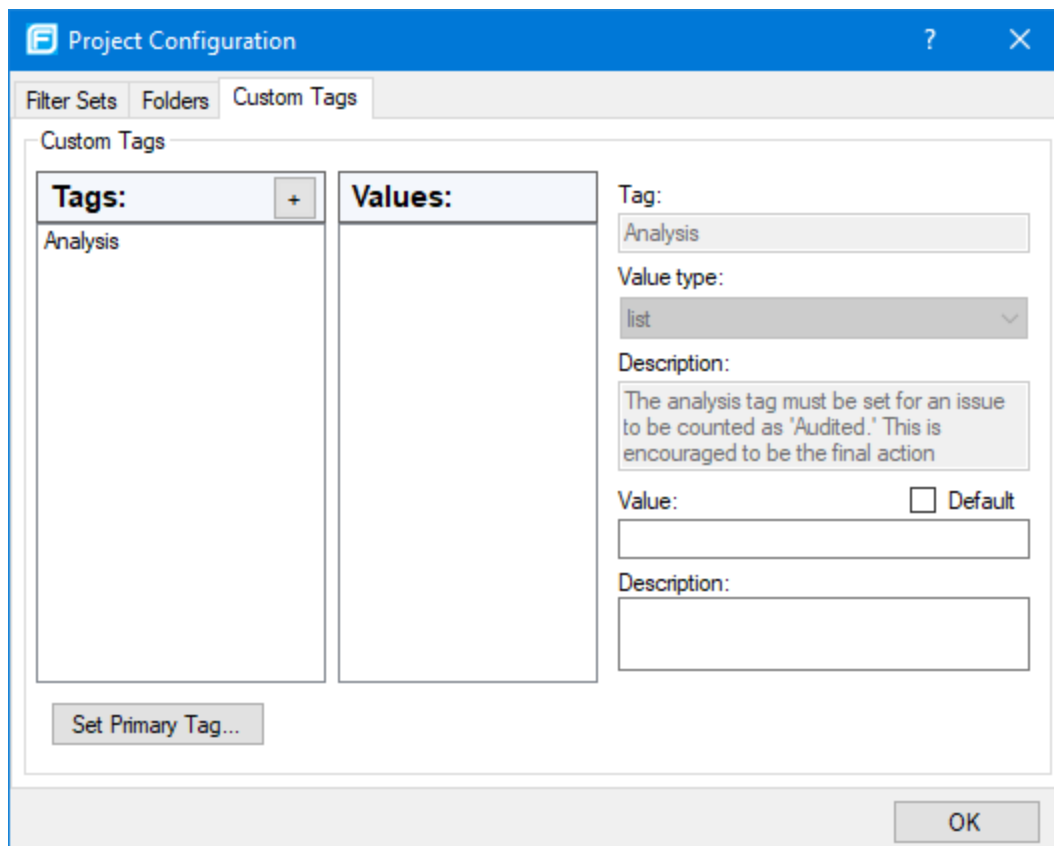 Project Configuration ?
Filter Sets Folders Custom Tags
Custom Tags
Tags: + Values:
Analysis
Tag:
Analysis
Value type:
list
Description:
The analysis tag must be set for an issue
to be counted as 'Audited.' This is
encouraged to be the final action
Value: Default
Description:
Set Primary Tag...
OK